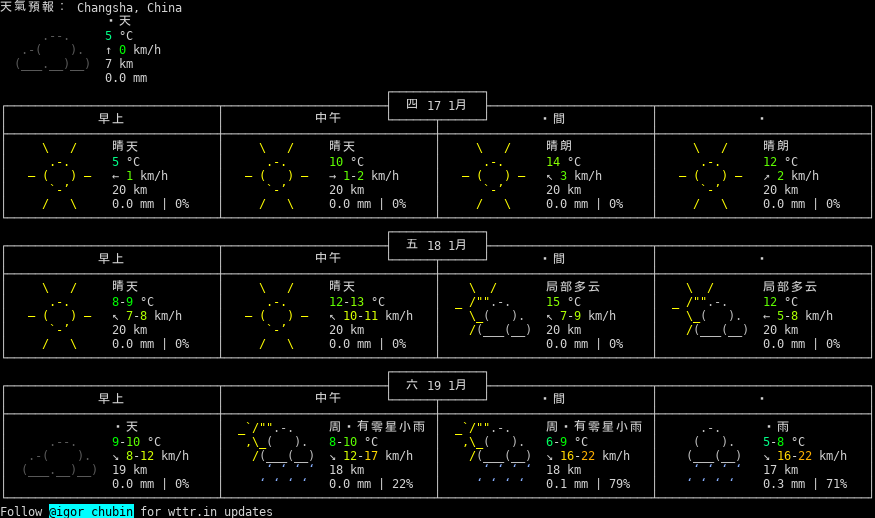 天氣預報： Changsha, China
・天
5 °C
↑ 0 km/h
7 km
0.0 mm
四 17 1月
早上 中午 ・間 ・
晴天 晴天 晴朗 晴朗
5 °C 10 °C 14 °C 12 °C
← 1 km/h → 1-2 km/h ↖ 3 km/h ↗ 2 km/h
20 km 20 km 20 km 20 km
0.0 mm | 0% 0.0 mm | 0% 0.0 mm | 0% 0.0 mm | 0%
五 18 1月
早上 中午 ・間 ・
晴天 晴天 局部多云 局部多云
8-9 °C 12-13 °C 15 °C 12 °C
↖ 7-8 km/h ↖ 10-11 km/h ↖ 7-9 km/h ← 5-8 km/h
20 km 20 km 20 km 20 km
0.0 mm | 0% 0.0 mm | 0% 0.0 mm | 0% 0.0 mm | 0%
六 19 1月
早上 中午 ・間 ・
・天 周・有零星小雨 周・有零星小雨 ・雨
9-10 °C 8-10 °C 6-9 °C 5-8 °C
↘ 8-12 km/h ↘ 12-17 km/h ↘ 16-22 km/h ↘ 16-22 km/h
19 km 18 km 18 km 17 km
0.0 mm | 0% 0.0 mm | 22% 0.1 mm | 79% 0.3 mm | 71%
Follow @igor_chubin for wttr.in updates